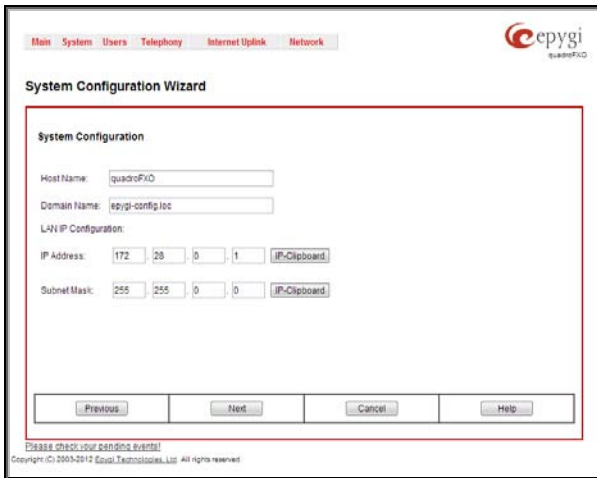 Main System Users Telephony Internet Uplink Network
epygi
quadroFXO
System Configuration Wizard
System Configuration
Host Name: quadroFXO
Domain Name: epygi-config.loc
LAN IP Configuration:
IP Address: 172 . 28 . 0 . 1 IP-Clipboard
Subnet Mask: 255 . 255 . 0 . 0 IP-Clipboard
Previous Next Cancel Help
Please check your pending events!
Copyright (C) 2003-2012 Epygi Technologies, Ltd. All rights reserved